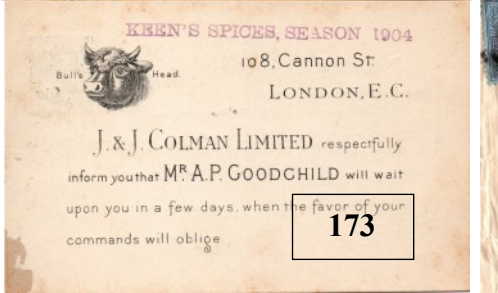 KEEN'S SPICES, SEASON 1904
108, Cannon St.
Bull's Head.
LONDON, E.C.
J. & J. COLMAN LIMITED respectfully
inform you that MR A.P. GOODCHILD will wait
upon you in a few days, when the favor of your
commands will oblige
173